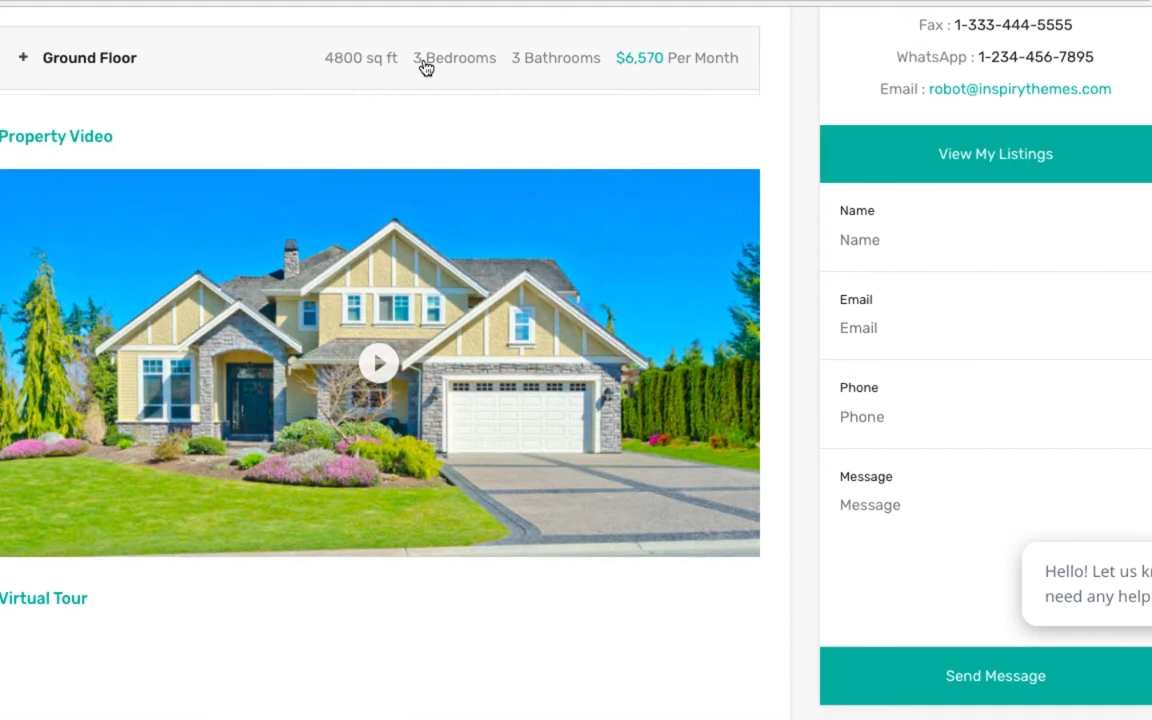 + Ground Floor 4800 sq ft 3 Bedrooms 3 Bathrooms $6,570 Per Month
Property Video
Virtual Tour
Fax : 1-333-444-5555
WhatsApp : 1-234-456-7895
Email : robot@inspirythemes.com
View My Listings
Name
Name
Email
Email
Phone
Phone
Message
Message
Hello! Let us
need any help
Send Message